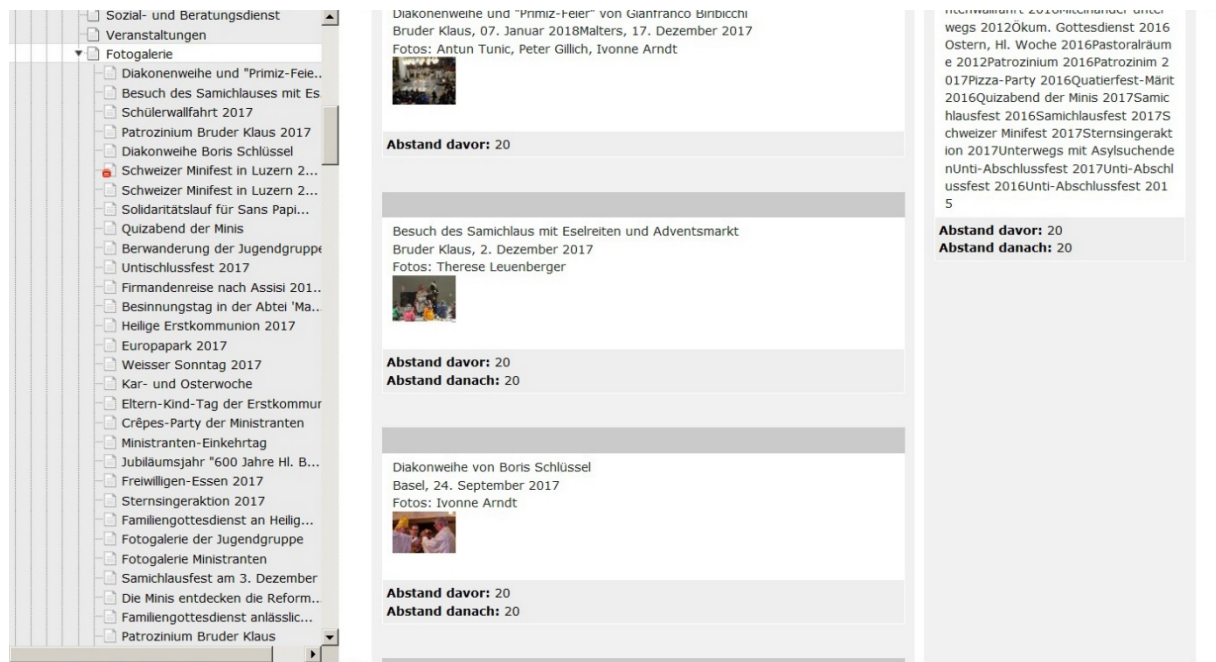 Sozial- und Beratungsdienst
Veranstaltungen
Fotogalerie
Diakonenweihe und "Primiz-Feie..
Besuch des Samichlauses mit Es.
Schülerwallfahrt 2017
Patrozinium Bruder Klaus 2017
Diakonweihe Boris Schlüssel
Schweizer Minifest in Luzern 2...
Schweizer Minifest in Luzern 2...
Solidaritätslauf für Sans Papi...
Quizabend der Minis
Berwanderung der Jugendgruppe
Untischlussfest 2017
Firmandenreise nach Assisi 201..
Besinnungstag in der Abtei 'Ma..
Heilige Erstkommunion 2017
Europapark 2017
Weisser Sonntag 2017
Kar- und Osterwoche
Eltern-Kind-Tag der Erstkommur
Crêpes-Party der Ministranten
Ministranten-Einkehrtag
Jubiläumsjahr "600 Jahre Hl. B...
Freiwilligen-Essen 2017
Sternsingeraktion 2017
Familiengottesdienst an Heilig...
Fotogalerie der Jugendgruppe
Fotogalerie Ministranten
Samichlausfest am 3. Dezember
Die Minis entdecken die Reform..
Familiengottesdienst anlässlic...
Patrozinium Bruder Klaus
Diakonenweihe und "Primiz-Feier" von Gianfranco Biribicchi
Bruder Klaus, 07. Januar 2018Malters, 17. Dezember 2017
Fotos: Antun Tunic, Peter Gillich, Ivonne Arndt
Abstand davor: 20
Besuch des Samichlaus mit Eselreiten und Adventsmarkt
Bruder Klaus, 2. Dezember 2017
Fotos: Therese Leuenberger
Abstand davor: 20
Abstand danach: 20
Diakonweihe von Boris Schlüssel
Basel, 24. September 2017
Fotos: Ivonne Arndt
Abstand davor: 20
Abstand danach: 20
ntenwallfahrt 2016Miteinander unter
wegs 2012Ökum. Gottesdienst 2016
Ostern, Hl. Woche 2016Pastoralräum
e 2012Patrozinium 2016Patrozinim 2
017Pizza-Party 2016Quatierfest-Märit
2016Quizabend der Minis 2017Samic
hlausfest 2016Samichlausfest 2017S
chweizer Minifest 2017Sternsingerakt
ion 2017Unterwegs mit Asylsuchende
nUnti-Abschlussfest 2017Unti-Abschl
ussfest 2016Unti-Abschlussfest 201
5
Abstand davor: 20
Abstand danach: 20